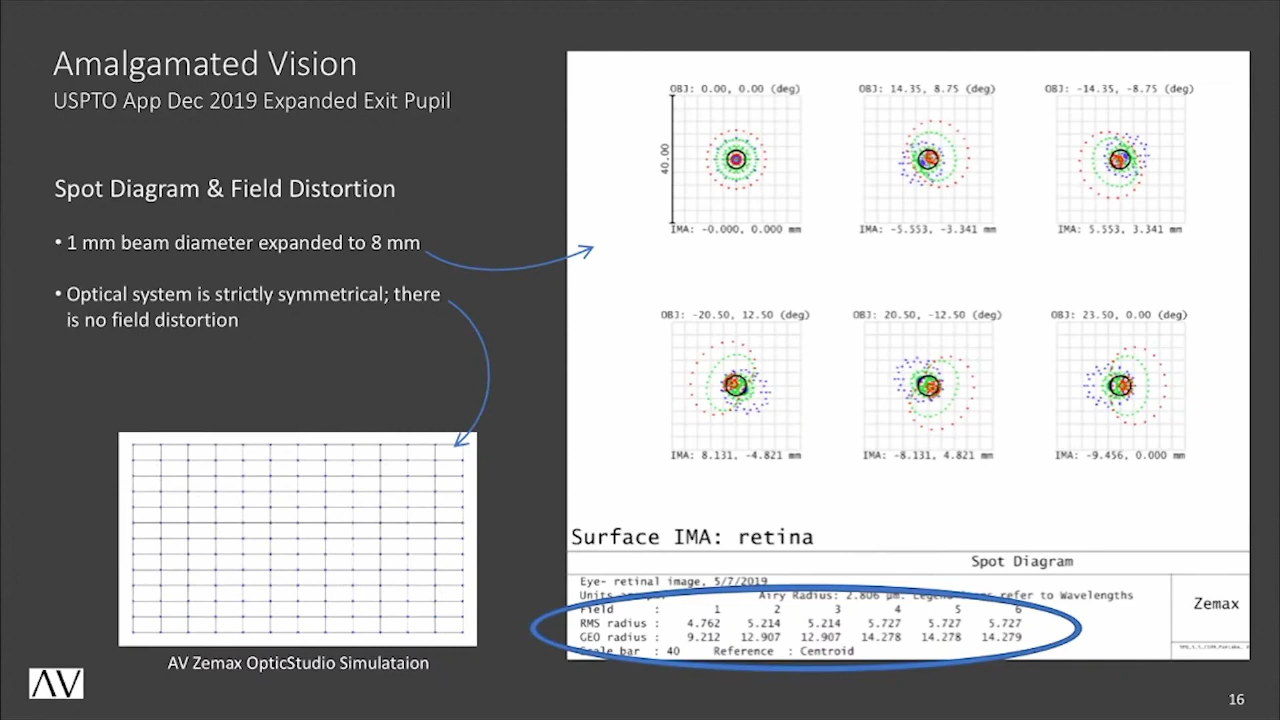 Amalgamated Vision
USPTO App Dec 2019 Expanded Exit Pupil
Spot Diagram & Field Distortion
• 1 mm beam diameter expanded to 8 mm
• Optical system is strictly symmetrical; there
is no field distortion
AV Zemax OpticStudio Simulataion
AV
OBJ: 0.00, 0.00 (deg)
OBJ: 14.35, 8.75 (deg)
OBJ: -14.35, -8.75 (deg)
40.00
IMA: -0.000, 0.000 mm
IMA: -5.553, -3.341 mm
IMA: 5.553, 3.341 mm
OBJ: -20.50, 12.50 (deg)
OBJ: 20.50, -12.50 (deg)
OBJ: 23.50, 0.00 (deg)
IMA: 8.131, -4.821 mm
IMA: -8.131, 4.821 mm
IMA: -9.456, 0.000 mm
Surface IMA: retina
Spot Diagram
Eye- retinal image, 5/7/2019
Units Airy Radius: 2.806 µm. refer to Wavelengths
Field : 1 2 3 4 5 6
RMS radius : 4.762 5.214 5.214 5.727 5.727 5.727
GEO radius : 9.212 12.907 12.907 14.278 14.278 14.279
Scale bar : 40 Reference : Centroid
Zemax
16